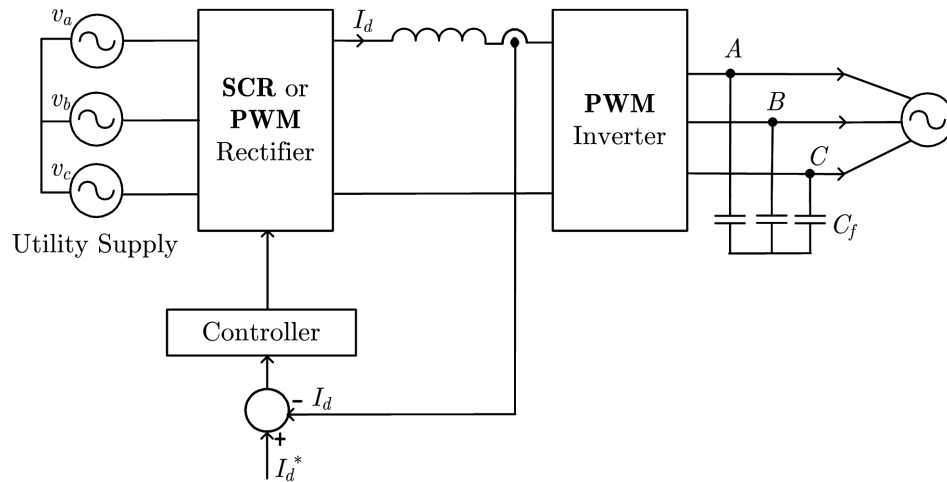 v_a
v_b
v_c
Utility Supply
SCR or
PWM
Rectifier
I_d
PWM
Inverter
A
B
C
C_f
Controller
- I_d
+
I_d*